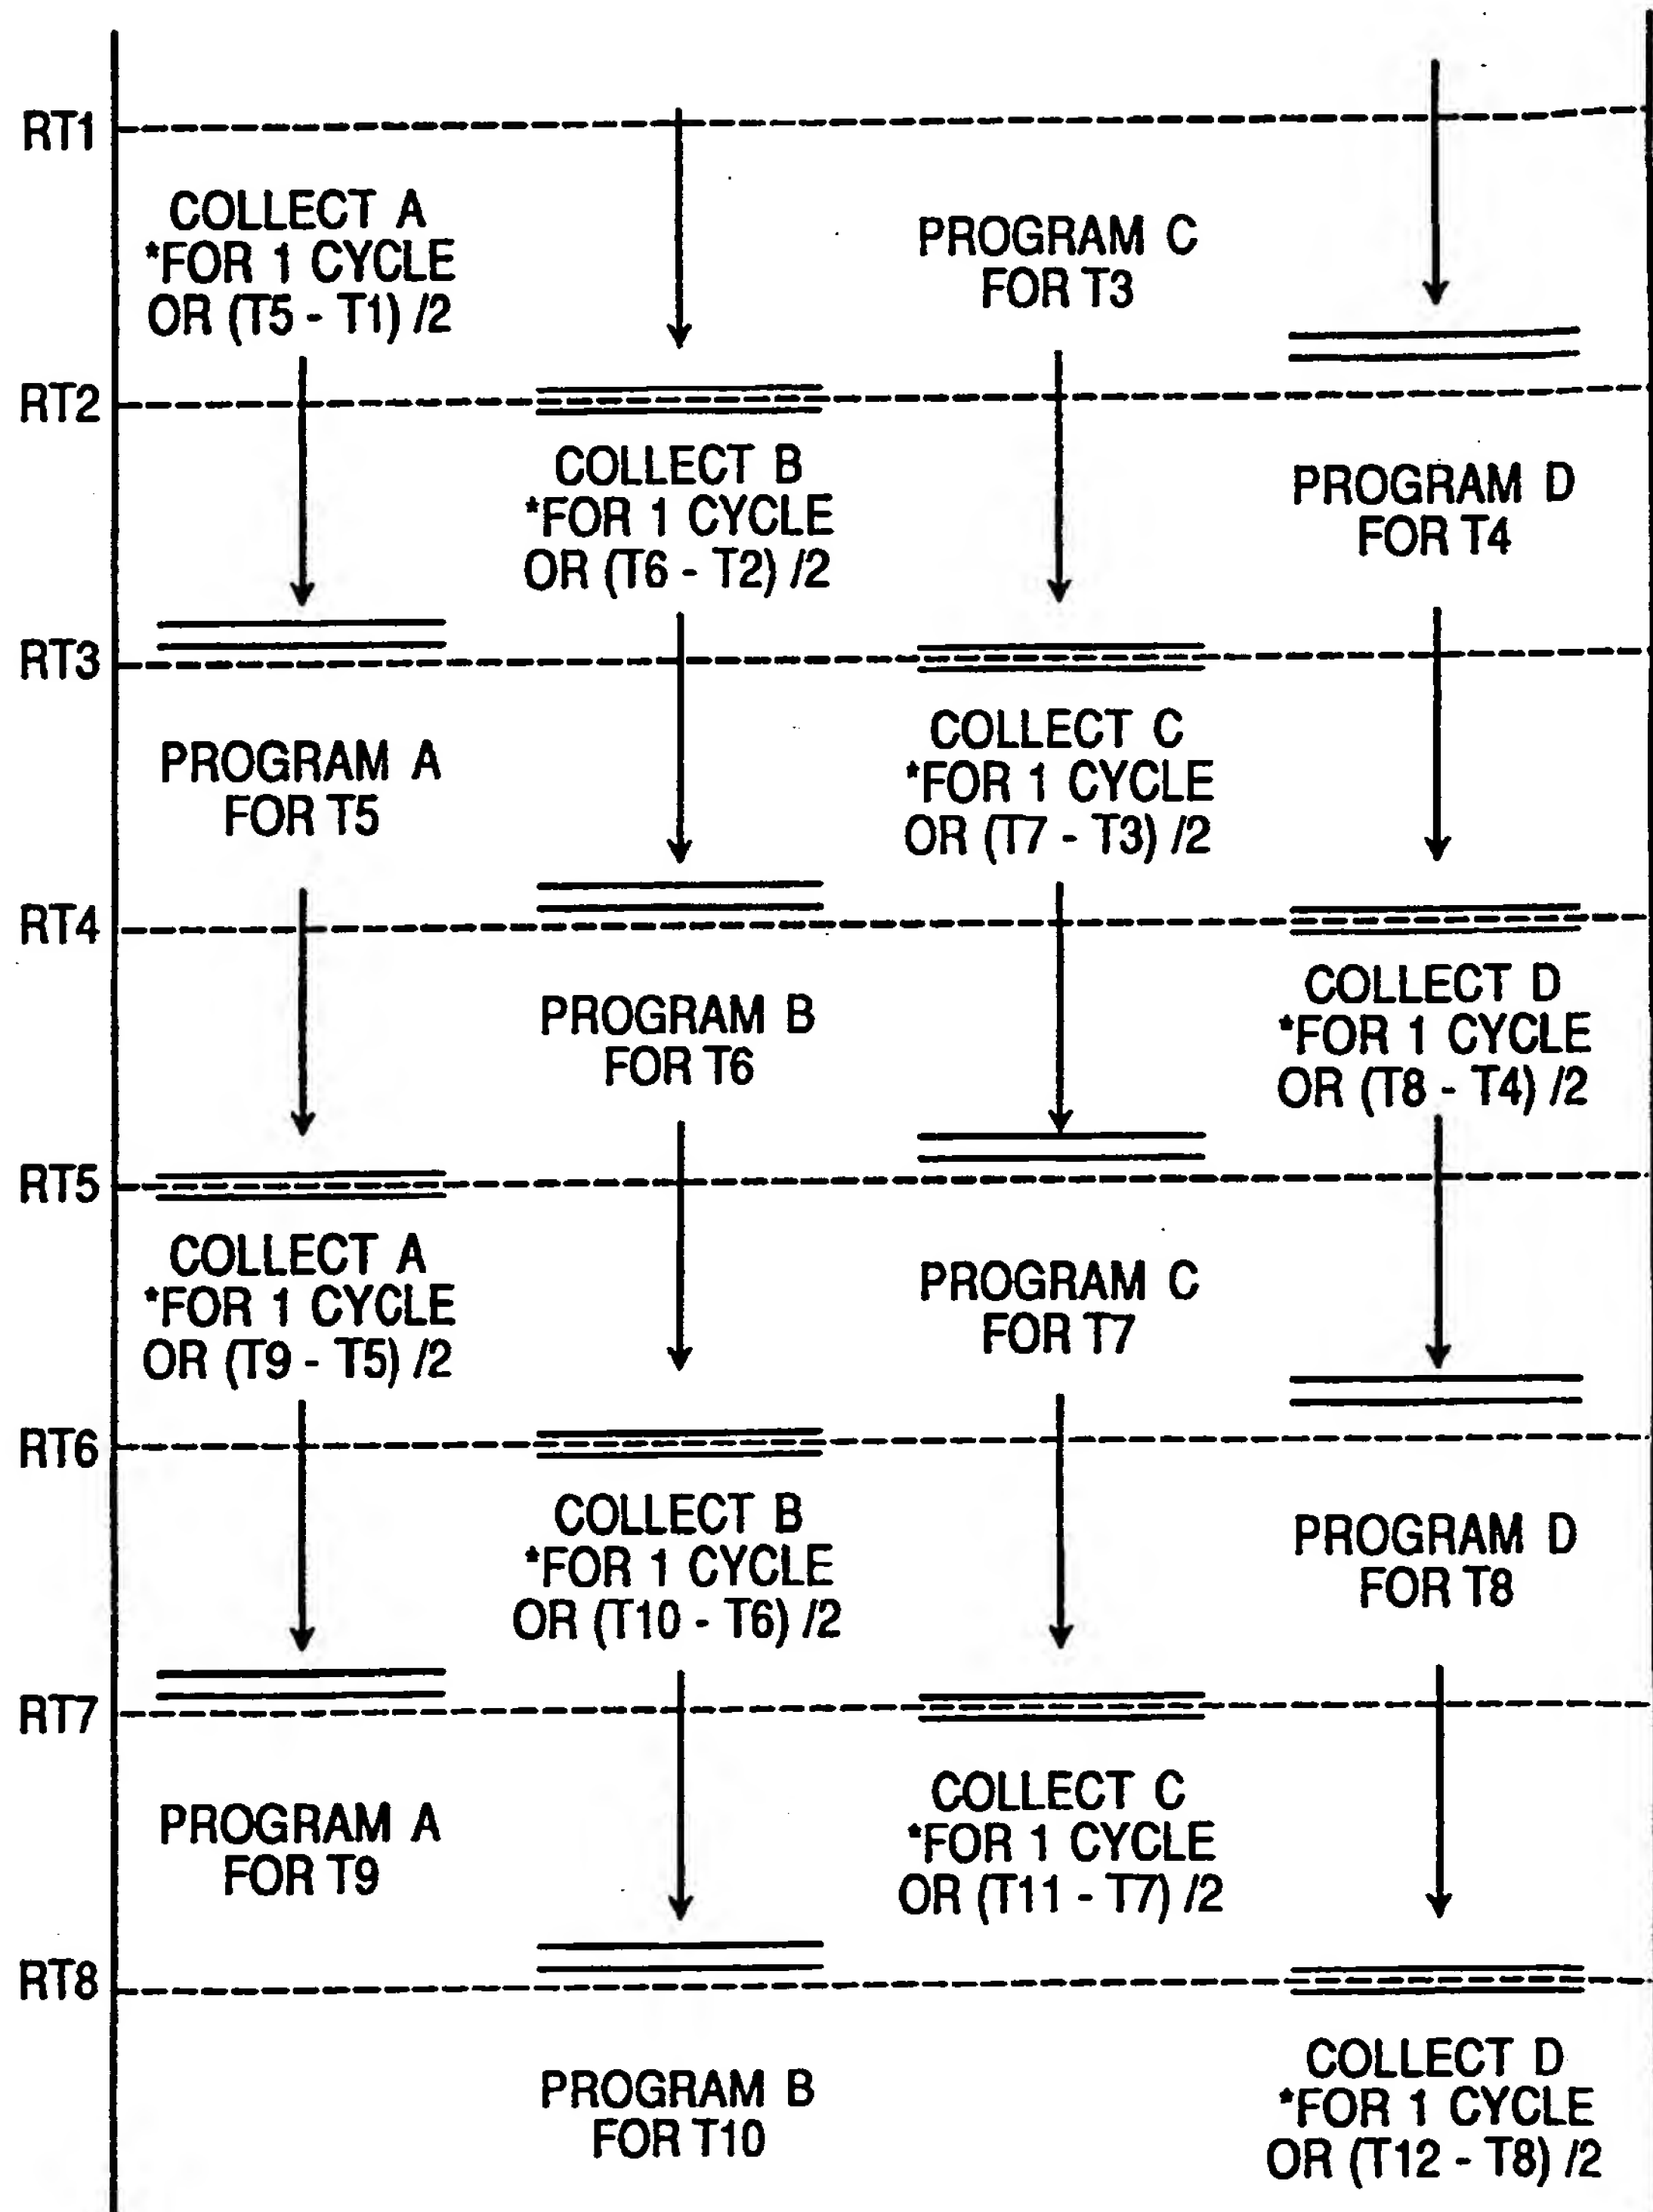 RT1
COLLECT A
*FOR 1 CYCLE
OR (T5 - T1) /2
PROGRAM C
FOR T3
RT2
COLLECT B
*FOR 1 CYCLE
OR (T6 - T2) /2
PROGRAM D
FOR T4
RT3
PROGRAM A
FOR T5
COLLECT C
*FOR 1 CYCLE
OR (T7 - T3) /2
RT4
PROGRAM B
FOR T6
COLLECT D
*FOR 1 CYCLE
OR (T8 - T4) /2
RT5
COLLECT A
*FOR 1 CYCLE
OR (T9 - T5) /2
PROGRAM C
FOR T7
RT6
COLLECT B
*FOR 1 CYCLE
OR (T10 - T6) /2
PROGRAM D
FOR T8
RT7
PROGRAM A
FOR T9
COLLECT C
*FOR 1 CYCLE
OR (T11 - T7) /2
RT8
PROGRAM B
FOR T10
COLLECT D
*FOR 1 CYCLE
OR (T12 - T8) /2